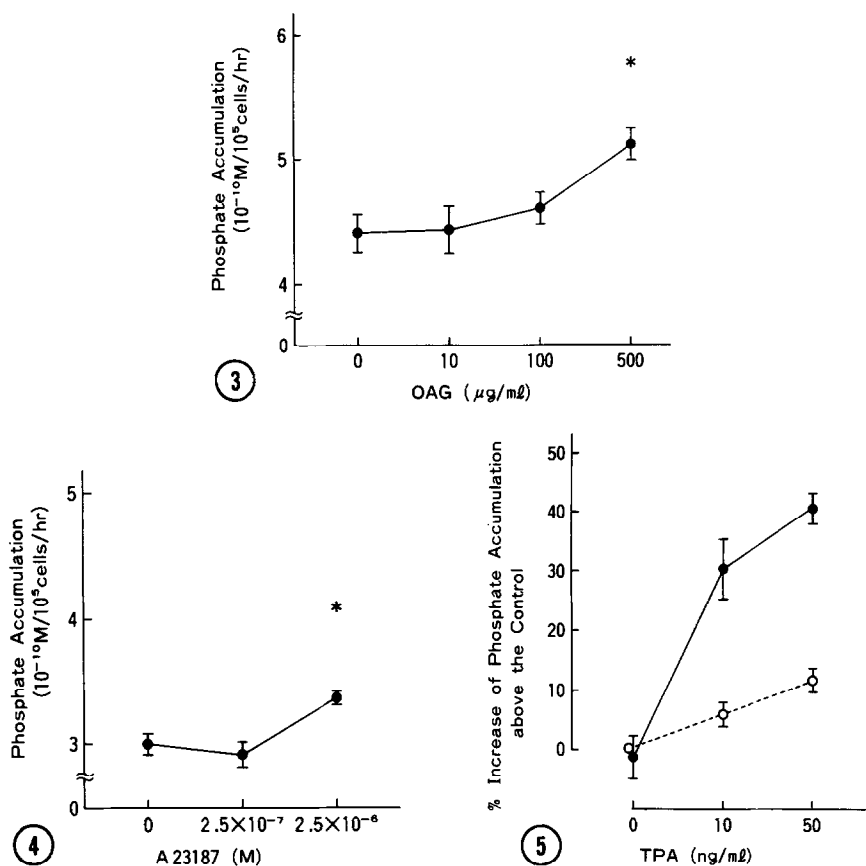 Phosphate Accumulation
(10⁻¹⁰M/10⁵cells/hr)
6
5
4
0
*
0 10 100 500
OAG (μg/mℓ)
3
Phosphate Accumulation
(10⁻¹⁰M/10⁵cells/hr)
5
4
3
0
*
0 2.5×10⁻⁷ 2.5×10⁻⁶
A 23187 (M)
4
% Increase of Phosphate Accumulation
above the Control
50
40
30
20
10
0
0 10 50
TPA (ng/mℓ)
5